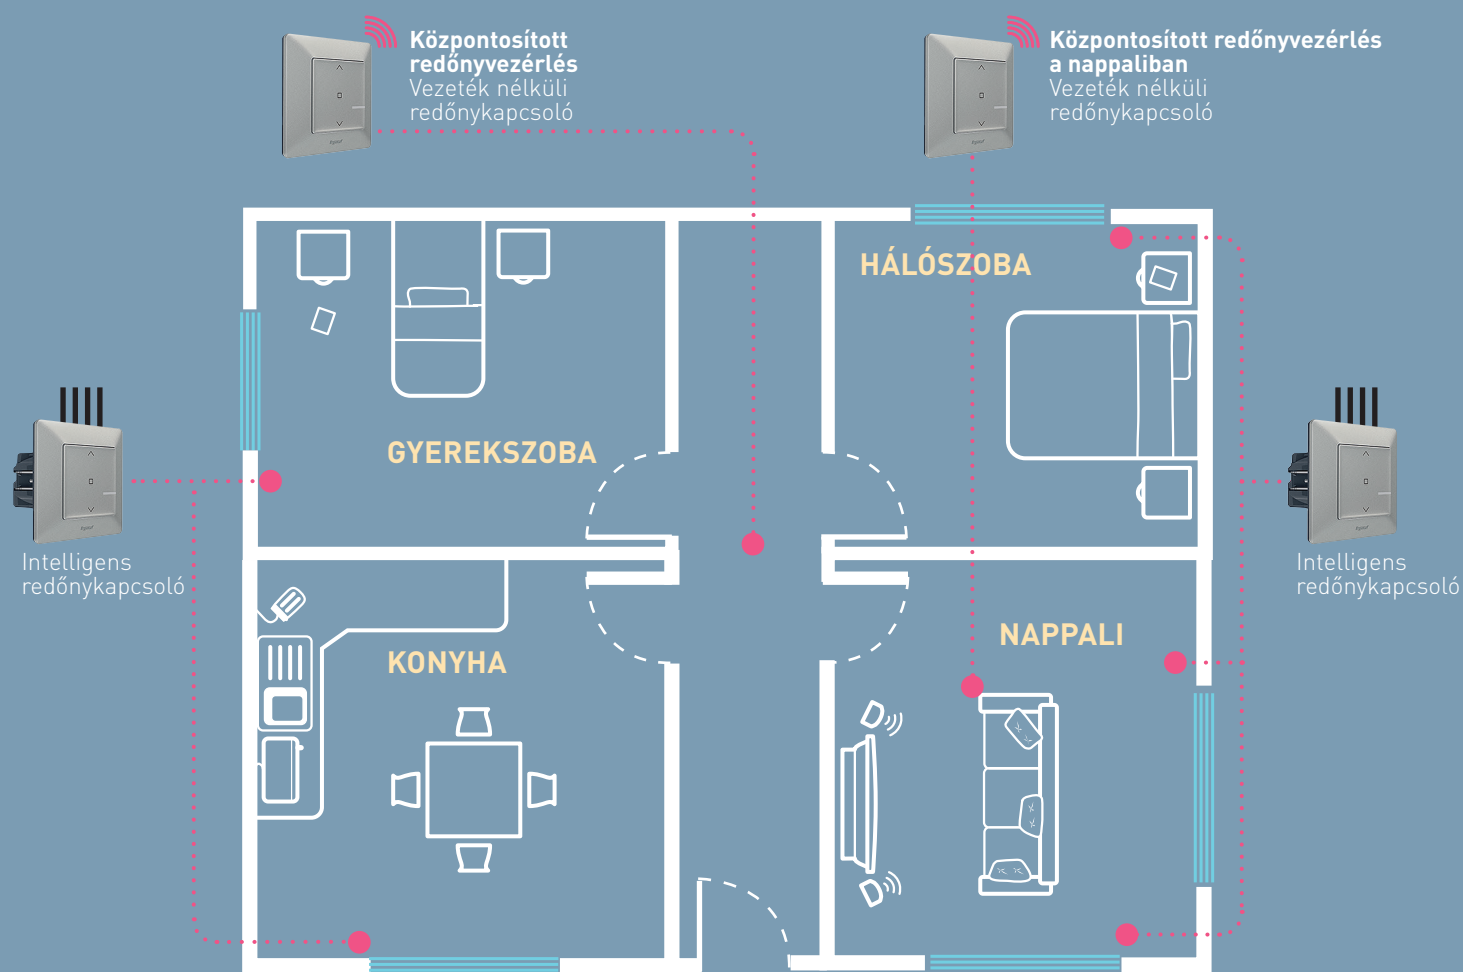 Központosított
redőnyvezérlés
Vezeték nélküli
redőnykapcsoló
Központosított redőnyvezérlés
a nappaliban
Vezeték nélküli
redőnykapcsoló
HÁLÓSZOBA
GYEREKSZOBA
Intelligens
redőnykapcsoló
Intelligens
redőnykapcsoló
NAPPALI
KONYHA